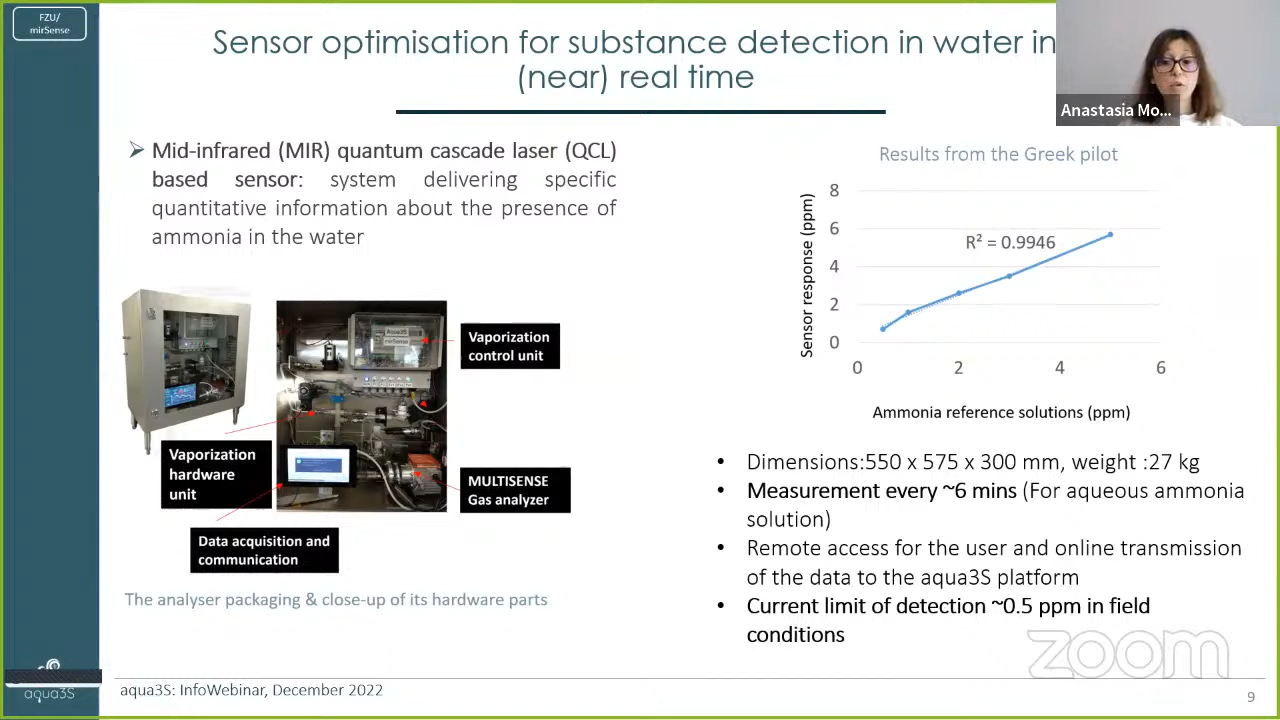 FZU/
mirSense
Sensor optimisation for substance detection in water in
(near) real time
Anastasia Mo...
➢ Mid-infrared (MIR) quantum cascade laser (QCL)
based sensor: system delivering specific
quantitative information about the presence of
ammonia in the water
Aqua3S
mirSense
Vaporization
control unit
Vaporization
hardware
unit
MULTISENSE
Gas analyzer
Data acquisition and
communication
The analyser packaging & close-up of its hardware parts
Results from the Greek pilot
Sensor response (ppm)
8
6
4
2
0
R² = 0.9946
0 2 4 6
Ammonia reference solutions (ppm)
• Dimensions:550 x 575 x 300 mm, weight :27 kg
• Measurement every ~6 mins (For aqueous ammonia
solution)
• Remote access for the user and online transmission
of the data to the aqua3S platform
• Current limit of detection ~0.5 ppm in field
conditions
zoom
aqua3S
aqua3S: InfoWebinar, December 2022
9